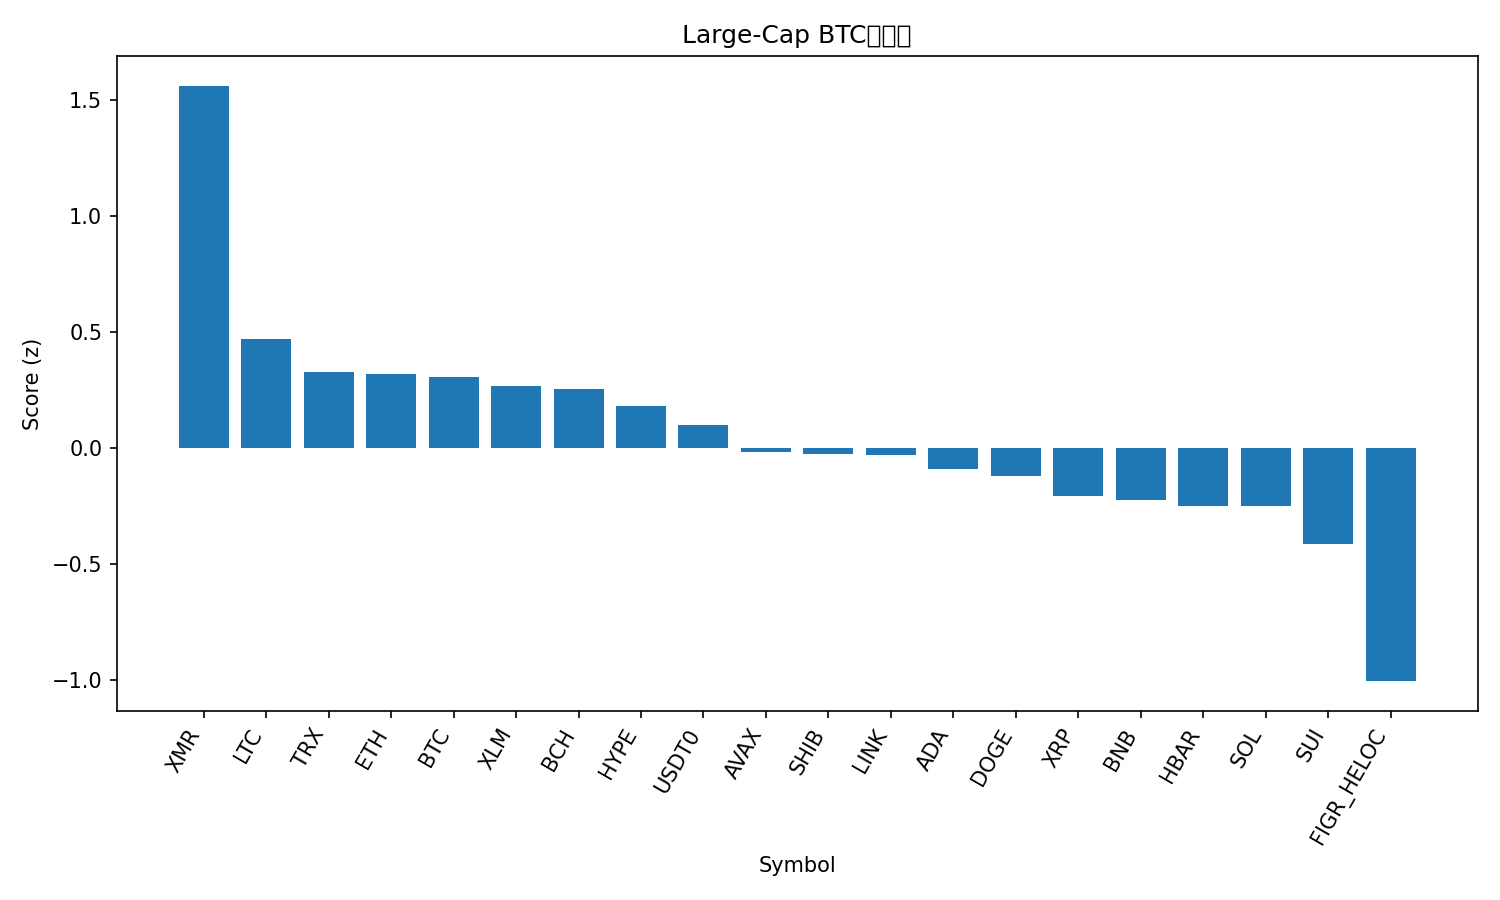 Large-Cap BTC
Score (z)
1.5
1.0
0.5
0.0
−0.5
−1.0
XMR
LTC
TRX
ETH
BTC
XLM
BCH
HYPE
USDT0
AVAX
SHIB
LINK
ADA
DOGE
XRP
BNB
HBAR
SOL
SUI
FIGR_HELOC
Symbol